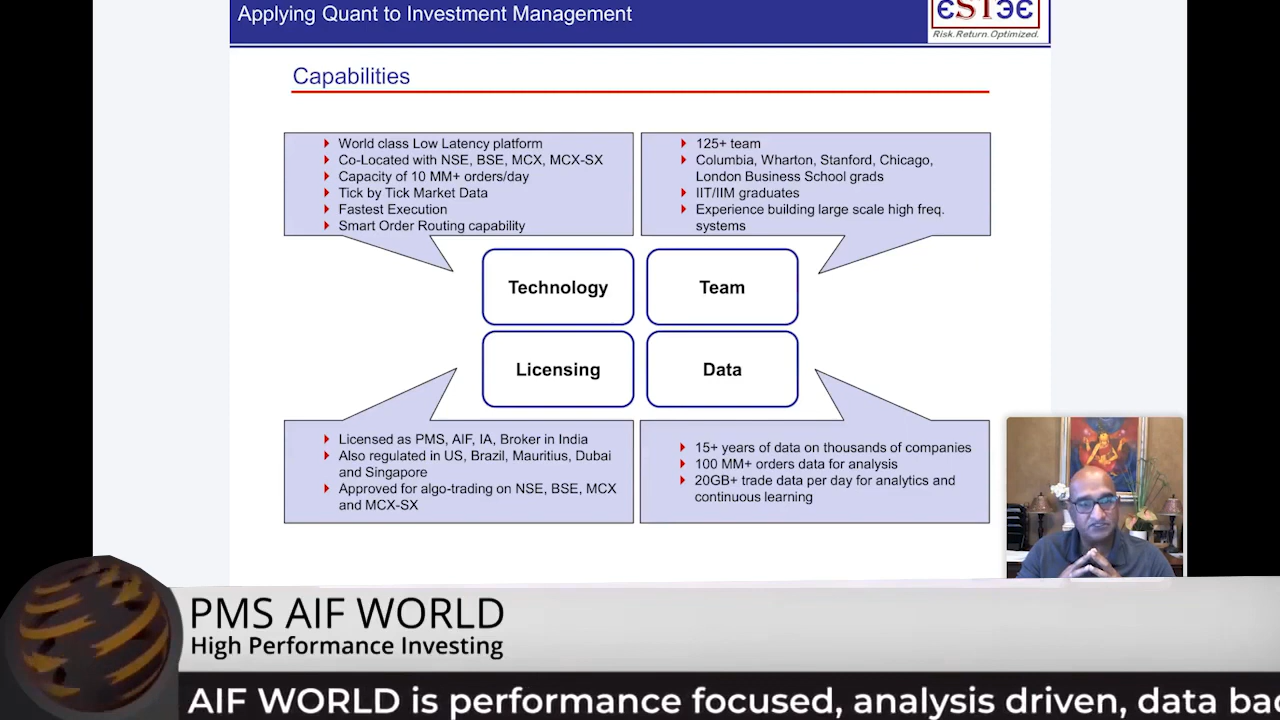 Applying Quant to Investment Management
ЄSTЭЄ
Risk.Return.Optimized.
Capabilities
World class Low Latency platform
Co-Located with NSE, BSE, MCX, MCX-SX
Capacity of 10 MM+ orders/day
Tick by Tick Market Data
Fastest Execution
Smart Order Routing capability
125+ team
Columbia, Wharton, Stanford, Chicago,
London Business School grads
IIT/IIM graduates
Experience building large scale high freq.
systems
Technology
Team
Licensing
Data
Licensed as PMS, AIF, IA, Broker in India
Also regulated in US, Brazil, Mauritius, Dubai
and Singapore
Approved for algo-trading on NSE, BSE, MCX
and MCX-SX
15+ years of data on thousands of companies
100 MM+ orders data for analysis
20GB+ trade data per day for analytics and
continuous learning
PMS AIF WORLD
High Performance Investing
AIF WORLD is performance focused, analysis driven, data